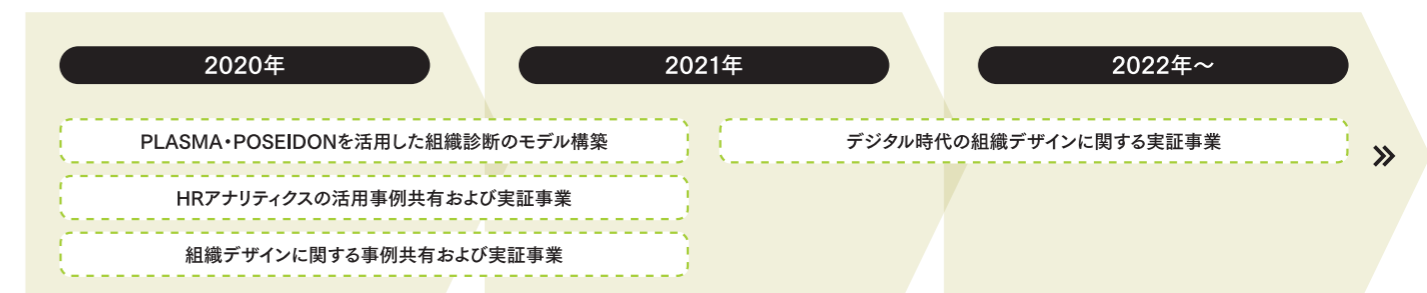 2020年
2021年
2022年～
PLASMA・POSEIDONを活用した組織診断のモデル構築
デジタル時代の組織デザインに関する実証事業
HRアナリティクスの活用事例共有および実証事業
組織デザインに関する事例共有および実証事業